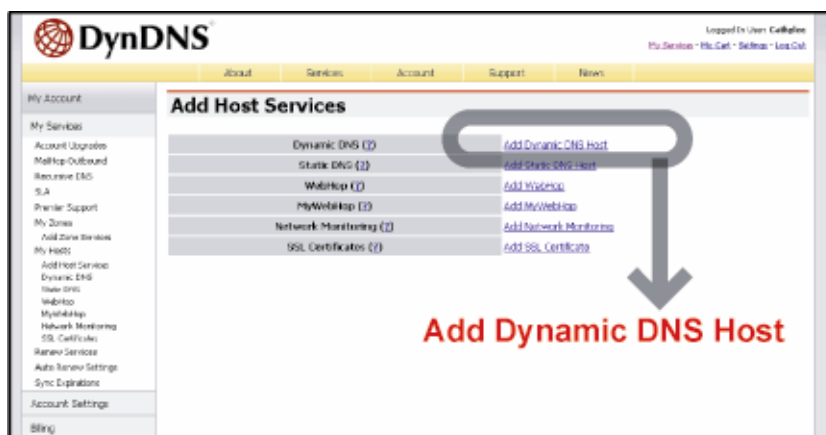 DynDNS
Logged In User: Cathylee
My Services - My Cart - Settings - Log Out
About Services Account Support News
My Account
My Services
Account Upgrades
MailHop Outbound
Recursive DNS
SLA
Premier Support
My Zones
Add Zone Services
My Hosts
Add Host Services
Dynamic DNS
Static DNS
WebHop
MyWebHop
Network Monitoring
SSL Certificates
Renew Services
Auto Renew Settings
Sync Expirations
Account Settings
Billing
Add Host Services
Dynamic DNS (?) Add Dynamic DNS Host
Static DNS (?) Add Static DNS Host
WebHop (?) Add WebHop
MyWebHop (?) Add MyWebHop
Network Monitoring (?) Add Network Monitoring
SSL Certificates (?) Add SSL Certificate
Add Dynamic DNS Host